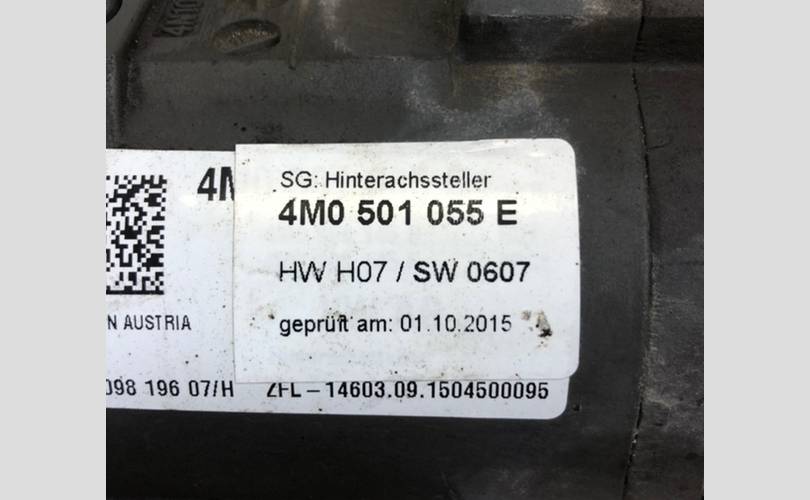 SG: Hinterachssteller
4M0 501 055 E
HW H07 / SW 0607
geprüft am: 01.10.2015
N AUSTRIA
098 196 07/H ZFL-14603.09.1504500095